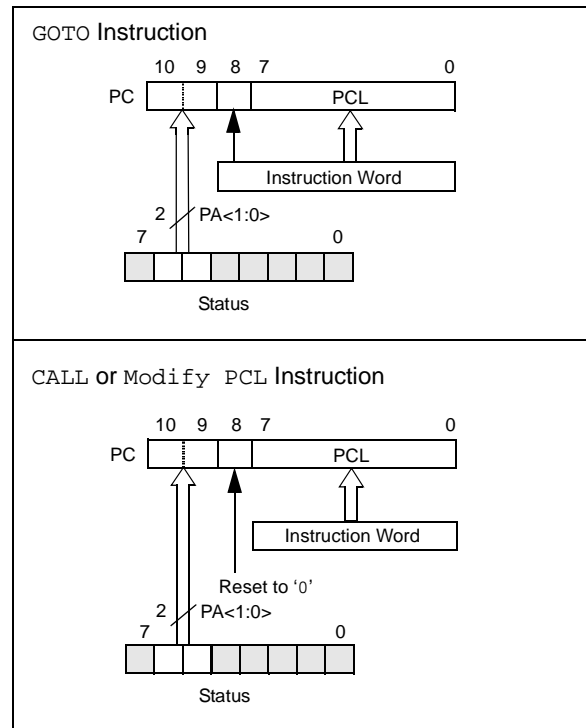 GOTO Instruction
10 9 8 7 0
PC PCL
Instruction Word
2 PA<1:0>
7 0
Status
CALL or Modify PCL Instruction
10 9 8 7 0
PC PCL
Instruction Word
Reset to ‘0’
2 PA<1:0>
7 0
Status